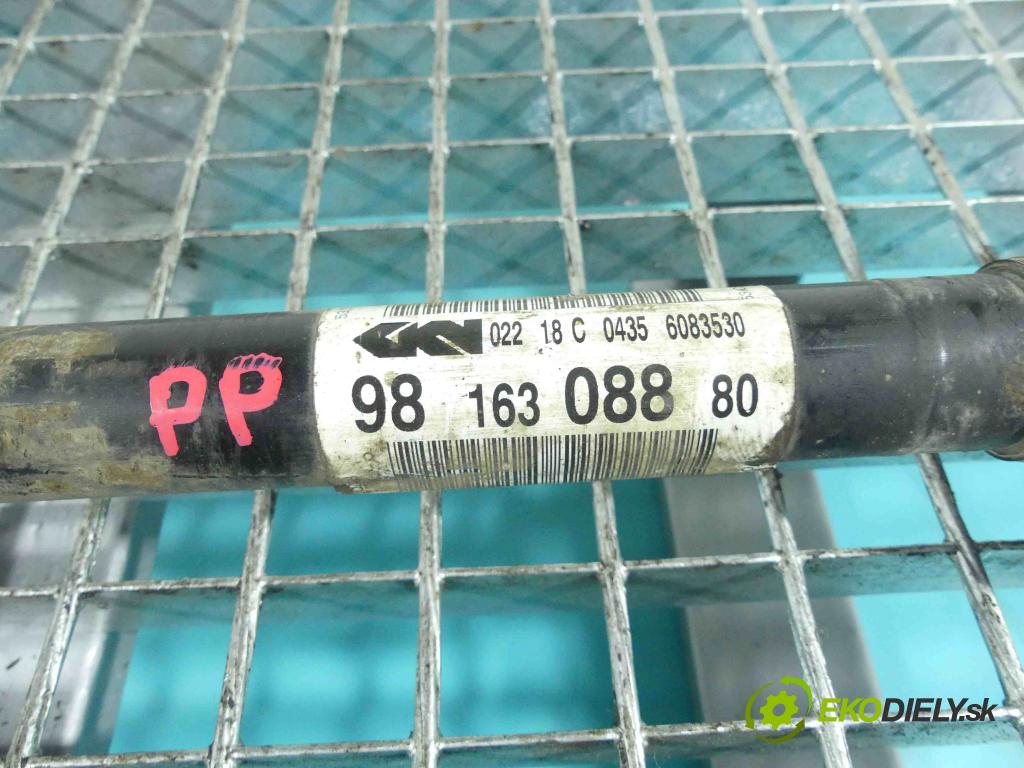 GKN 022 18 C 0435 6083530
98 163 088 80
PP
EKODIELY.sk